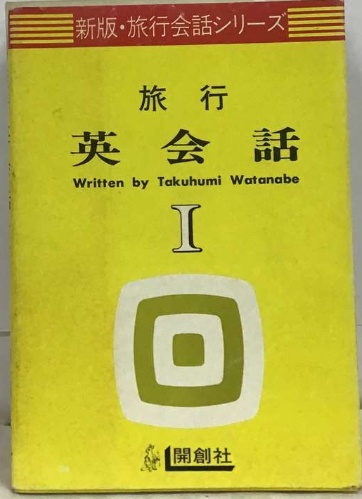 新版・旅行会話シリーズ
旅行
英会話
Written by Takuhumi Watanabe
I
開創社